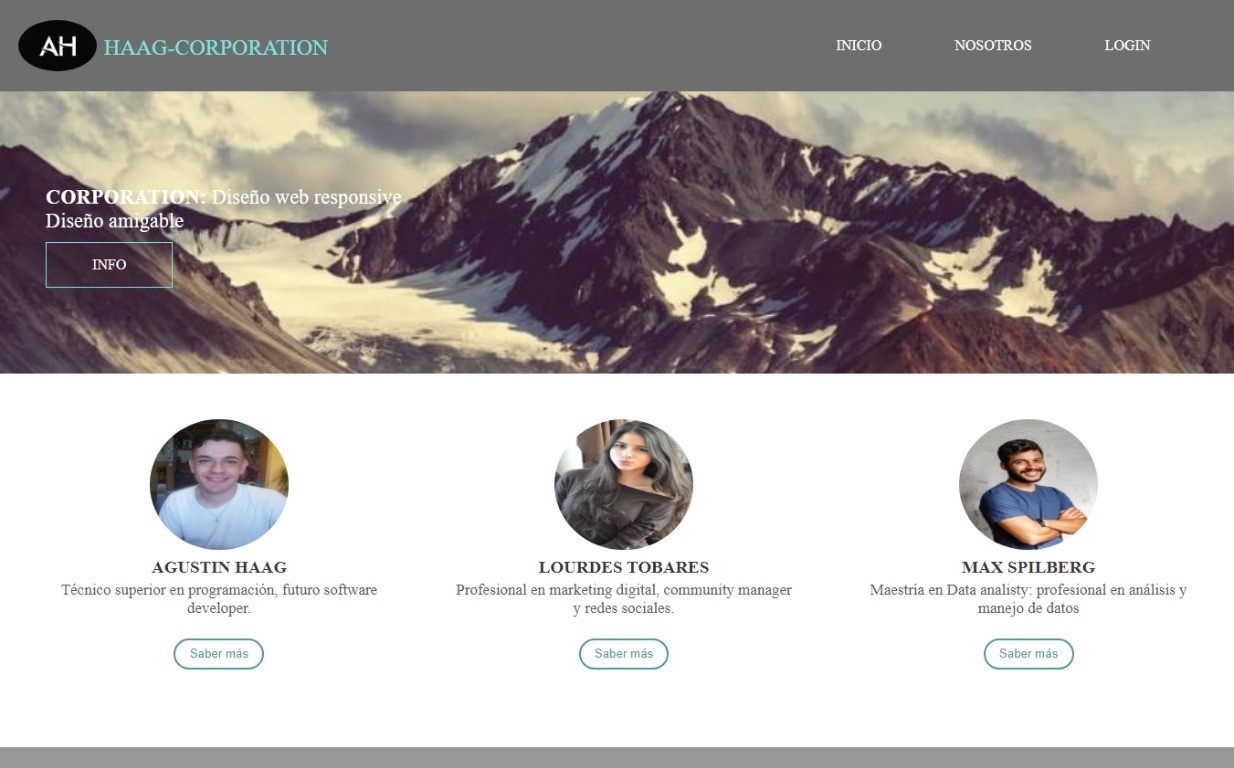 AH HAAG-CORPORATION INICIO NOSOTROS LOGIN
CORPORATION: Diseño web responsive
Diseño amigable
INFO
AGUSTIN HAAG
Técnico superior en programación, futuro software
developer.
Saber más
LOURDES TOBARES
Profesional en marketing digital, community manager
y redes sociales.
Saber más
MAX SPILBERG
Maestría en Data analisty: profesional en análisis y
manejo de datos
Saber más